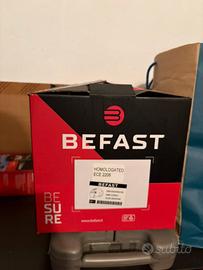 BEFAST
HOMOLOGATED
ECE 2206
BEFAST
BE
SU
RE
www.befast.it
Subito